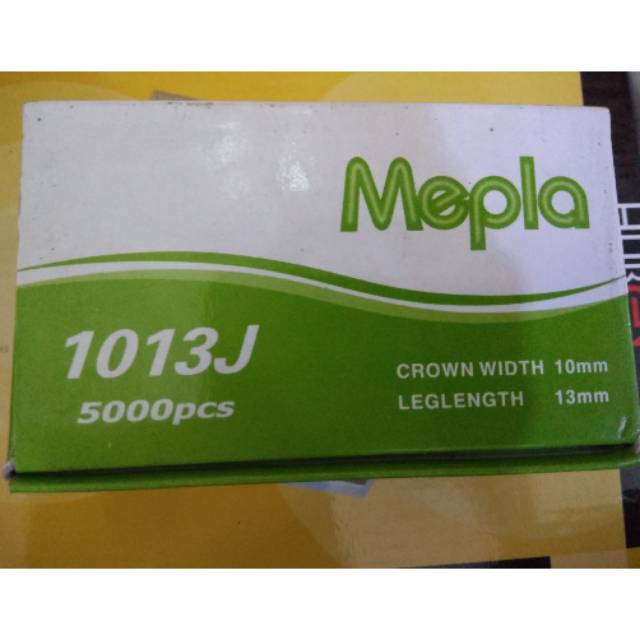 Mepla
1013J
5000pcs
CROWN WIDTH 10mm
LEGLENGTH 13mm